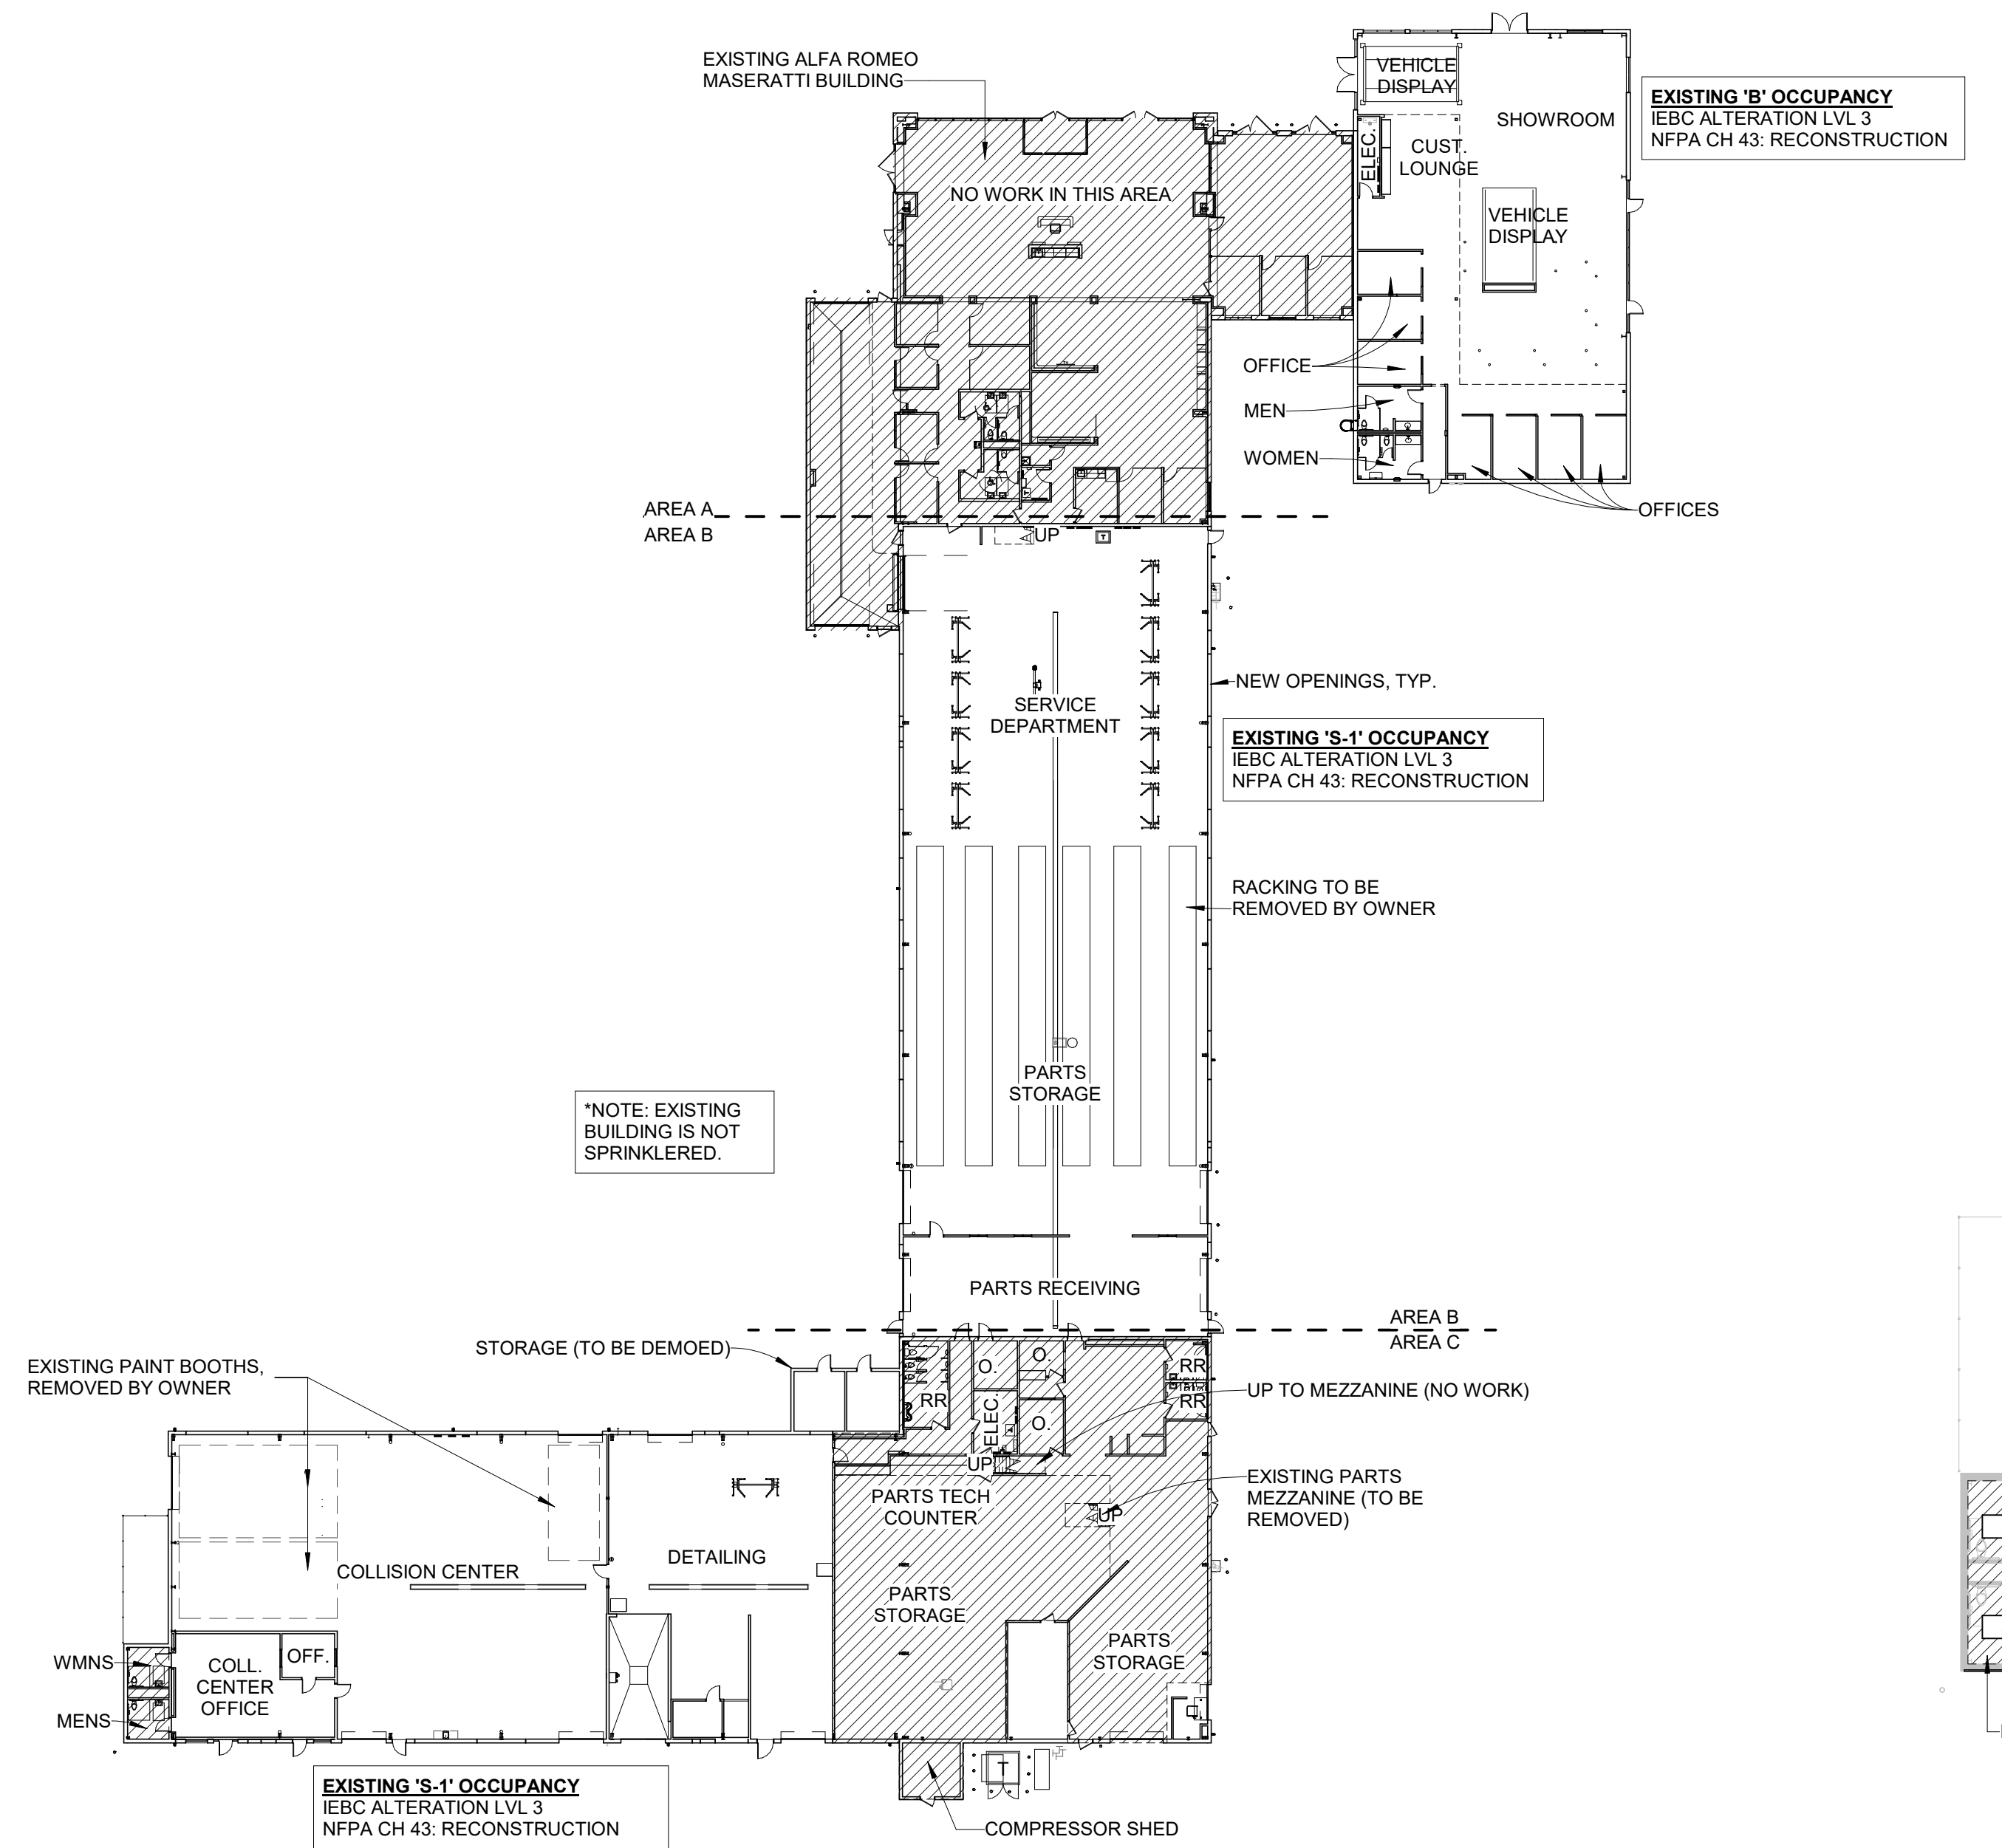 EXISTING ALFA ROMEO
MASERATTI BUILDING
VEHICLE
DISPLAY
SHOWROOM
EXISTING 'B' OCCUPANCY
IEBC ALTERATION LVL 3
NFPA CH 43: RECONSTRUCTION
ELEC.
CUST.
LOUNGE
NO WORK IN THIS AREA
VEHICLE
DISPLAY
OFFICE
MEN
WOMEN
OFFICES
AREA A
AREA B
UP
T
NEW OPENINGS, TYP.
SERVICE
DEPARTMENT
EXISTING 'S-1' OCCUPANCY
IEBC ALTERATION LVL 3
NFPA CH 43: RECONSTRUCTION
RACKING TO BE
REMOVED BY OWNER
PARTS
STORAGE
*NOTE: EXISTING
BUILDING IS NOT
SPRINKLERED.
PARTS RECEIVING
AREA B
AREA C
STORAGE (TO BE DEMOED)
EXISTING PAINT BOOTHS,
REMOVED BY OWNER
O.
O.
RR
RR
RR
ELEC.
O.
UP TO MEZZANINE (NO WORK)
UP
PARTS TECH
COUNTER
UP
EXISTING PARTS
MEZZANINE (TO BE
REMOVED)
COLLISION CENTER
DETAILING
PARTS
STORAGE
PARTS
STORAGE
WMNS
OFF.
COLL.
CENTER
OFFICE
MENS
T
EXISTING 'S-1' OCCUPANCY
IEBC ALTERATION LVL 3
NFPA CH 43: RECONSTRUCTION
COMPRESSOR SHED